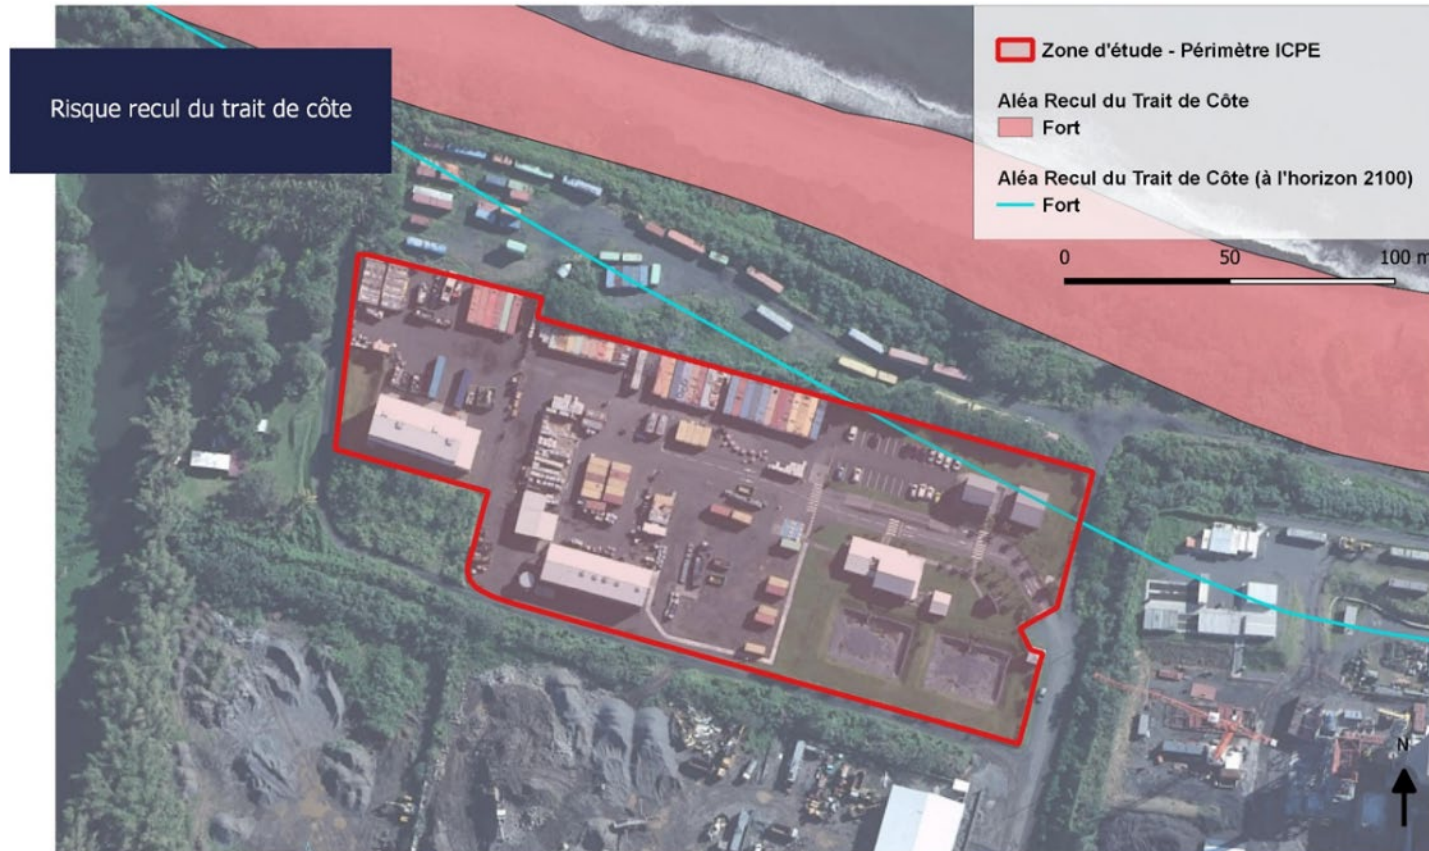 Risque recul du trait de côte
Zone d'étude - Périmètre ICPE
Aléa Recul du Trait de Côte
Fort
Aléa Recul du Trait de Côte (à l'horizon 2100)
Fort
0 50 100 m
N